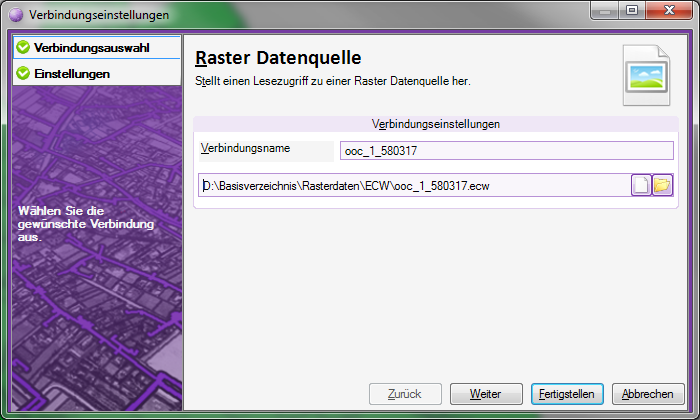 Verbindungseinstellungen
Verbindungsauswahl
Einstellungen
Wählen Sie die
gewünschte Verbindung
aus.
Raster Datenquelle
Stellt einen Lesezugriff zu einer Raster Datenquelle her.
Verbindungseinstellungen
Verbindungsname ooc_1_580317
D:\Basisverzeichnis\Rasterdaten\ECW\ooc_1_580317.ecw
Zurück Weiter Fertigstellen Abbrechen